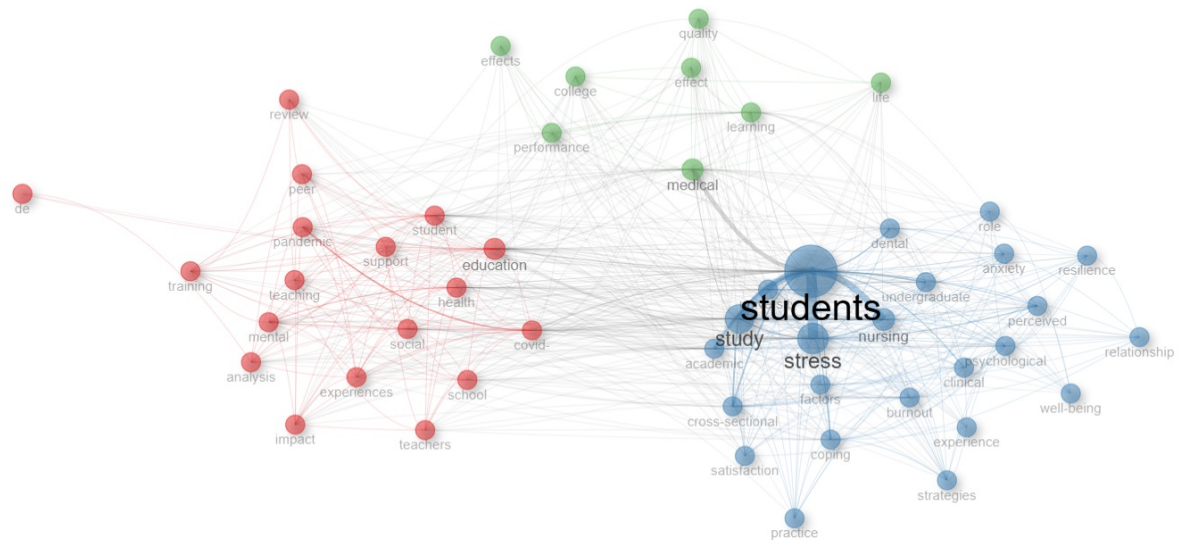 quality
effects
effect
college
life
review
learning
performance
medical
peer
de
role
student
pandemic
dental
support
education
anxiety
resilience
training
teaching
health
undergraduate
students
perceived
mental
social
covid-
study
nursing
relationship
stress
academic
psychological
analysis
clinical
experiences
school
factors
burnout
well-being
cross-sectional
impact
teachers
experience
coping
satisfaction
strategies
practice